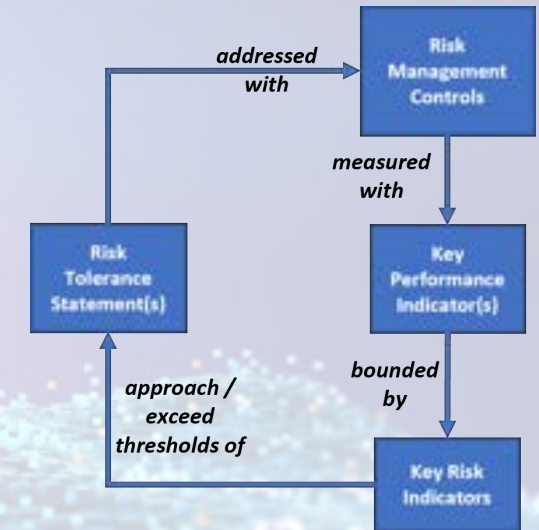 addressed
with
Risk
Management
Controls
measured
with
Risk
Tolerance
Statement(s)
Key
Performance
Indicator(s)
approach /
exceed
thresholds of
bounded
by
Key Risk
Indicators